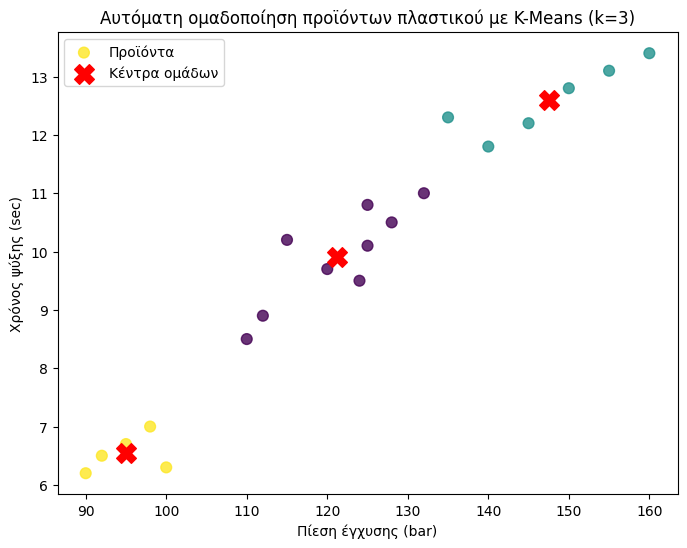 Αυτόματη ομαδοποίηση προϊόντων πλαστικού με K-Means (k=3)
Προϊόντα
Κέντρα ομάδων
Χρόνος ψύξης (sec)
13
12
11
10
9
8
7
6
90 100 110 120 130 140 150 160
Πίεση έγχυσης (bar)